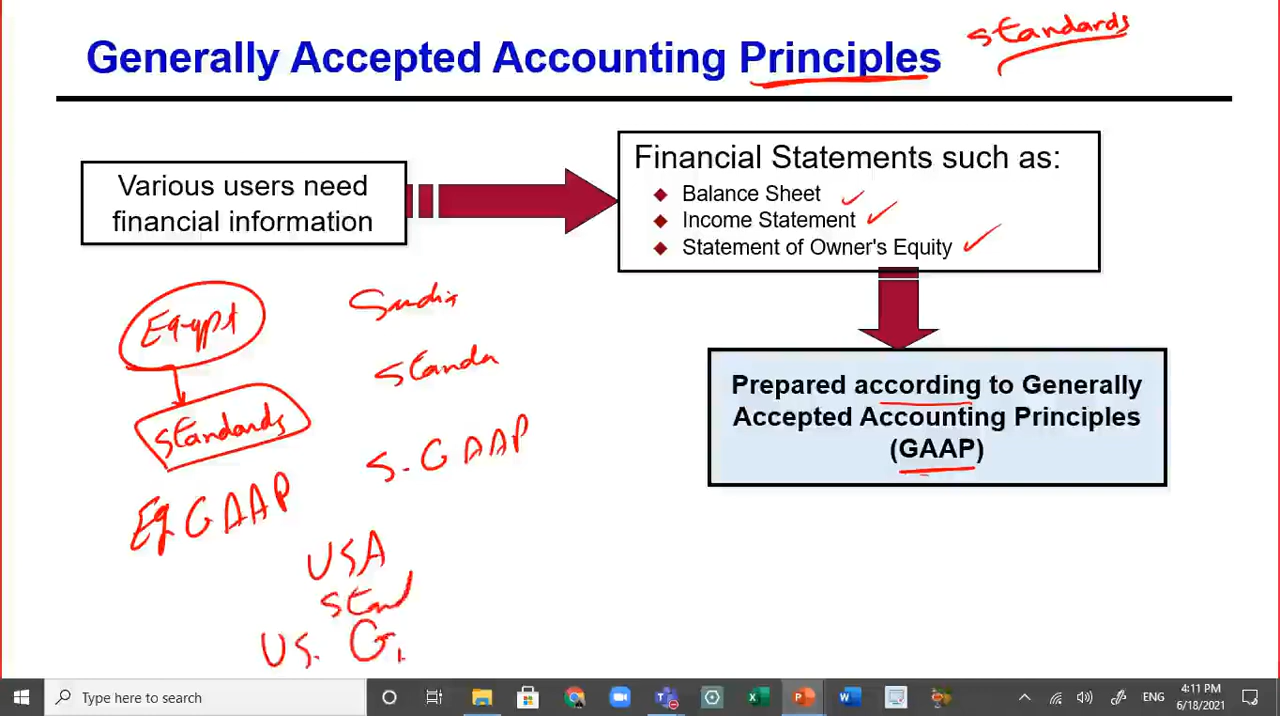 Generally Accepted Accounting Principles
standards
Various users need
financial information
Financial Statements such as:
Balance Sheet
Income Statement
Statement of Owner's Equity
Prepared according to Generally
Accepted Accounting Principles
(GAAP)
Egypt
standards
Eg. GAAP
Saudia
standa
S. GAAP
USA
stand
US. G
Type here to search
ENG
4:11 PM
6/18/2021